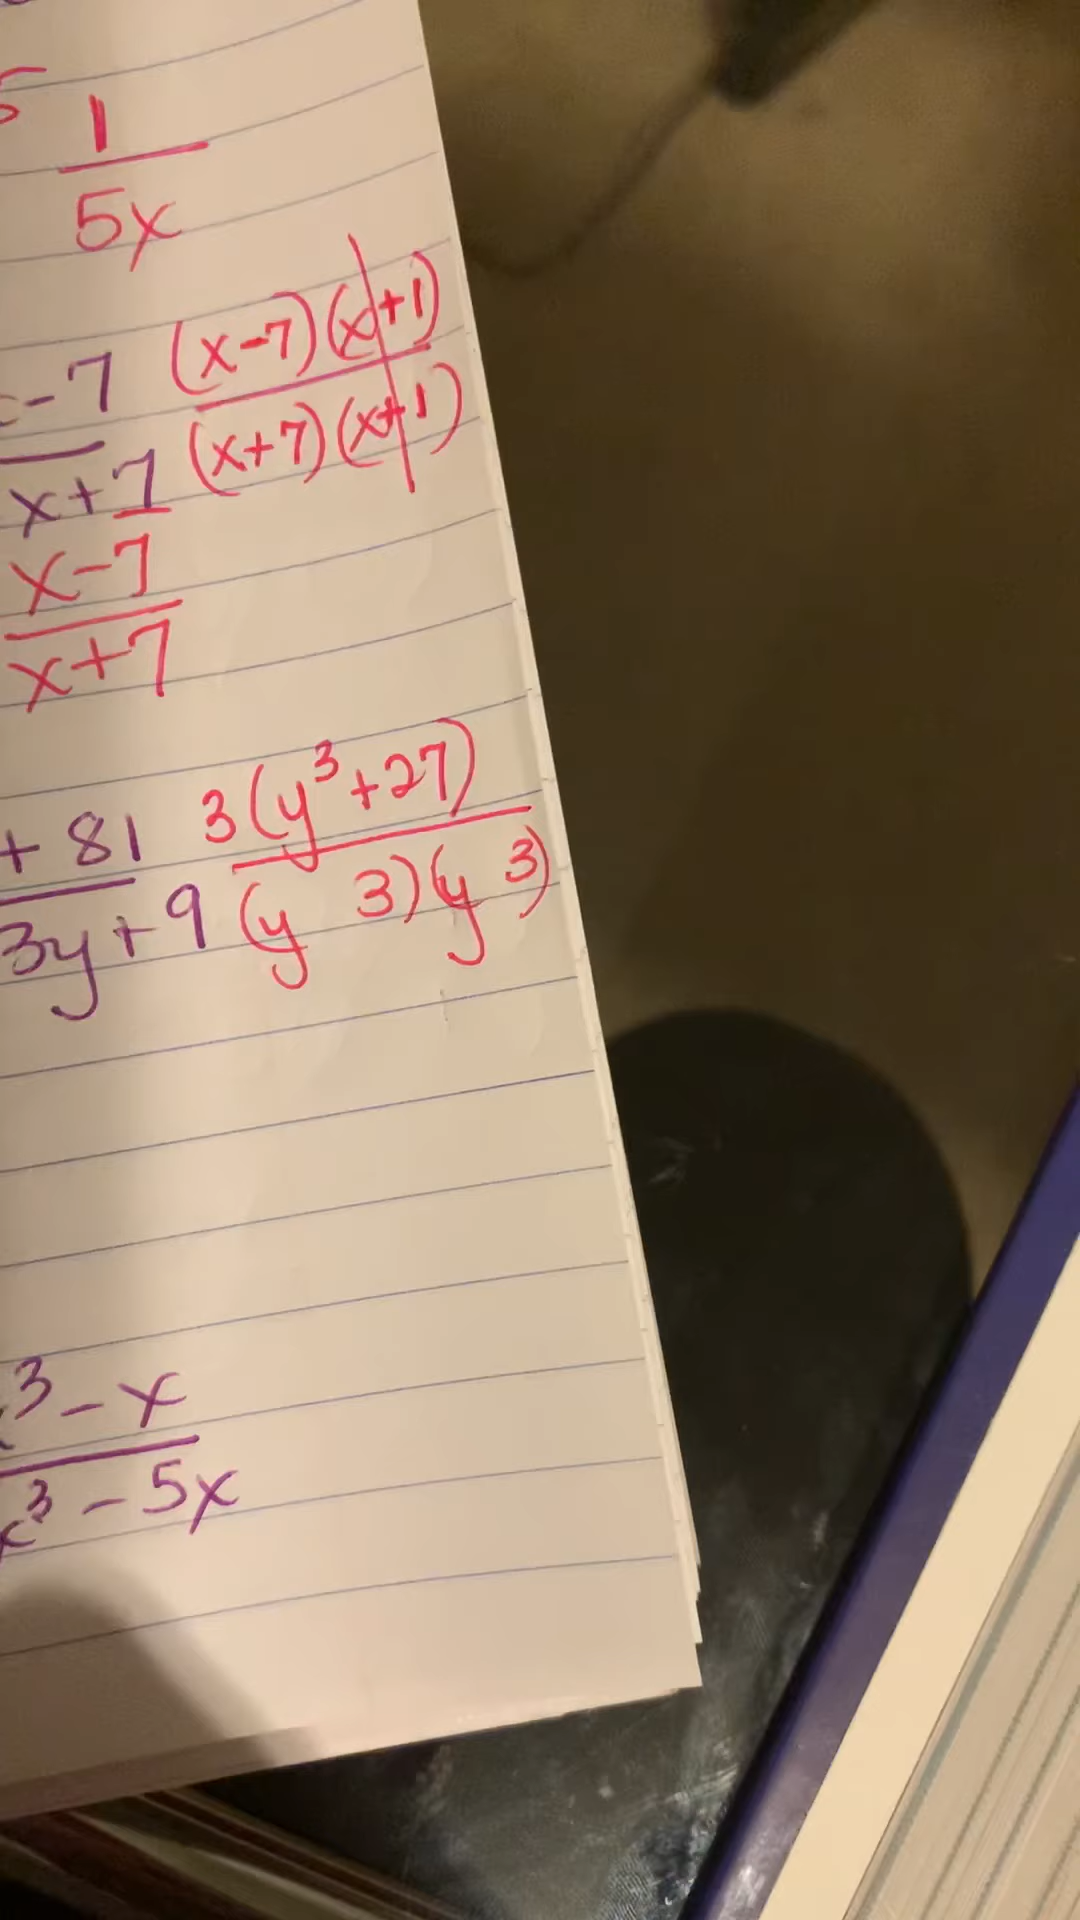 1
5x
-7 (x-7)(x+1)
x+7 (x+7)(x+1)
x-7
x+7
+ 81 3(y³+27)
3y+9 (y 3)(y 3)
³-x
x³-5x